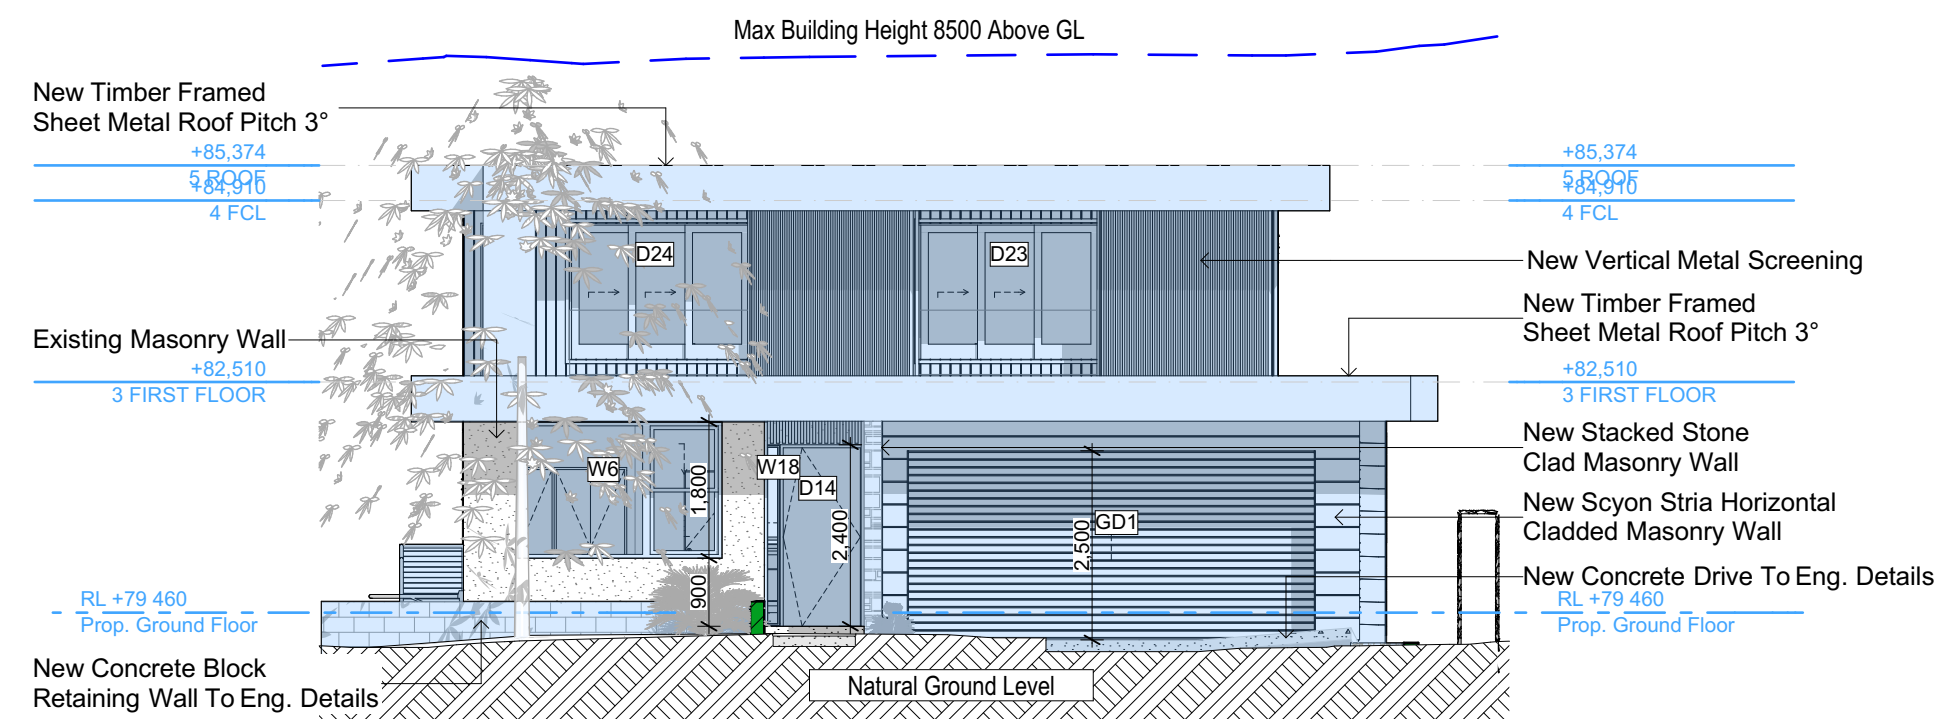 Max Building Height 8500 Above GL
New Timber Framed
Sheet Metal Roof Pitch 3°
+85,374
5 ROOF
+84,910
4 FCL
+85,374
5 ROOF
+84,910
4 FCL
D24
D23
New Vertical Metal Screening
New Timber Framed
Sheet Metal Roof Pitch 3°
Existing Masonry Wall
+82,510
3 FIRST FLOOR
+82,510
3 FIRST FLOOR
New Stacked Stone
Clad Masonry Wall
W6
W18
D14
1,800
2,400
2,500
GD1
900
New Scyon Stria Horizontal
Cladded Masonry Wall
New Concrete Drive To Eng. Details
RL +79 460
Prop. Ground Floor
RL +79 460
Prop. Ground Floor
New Concrete Block
Retaining Wall To Eng. Details
Natural Ground Level